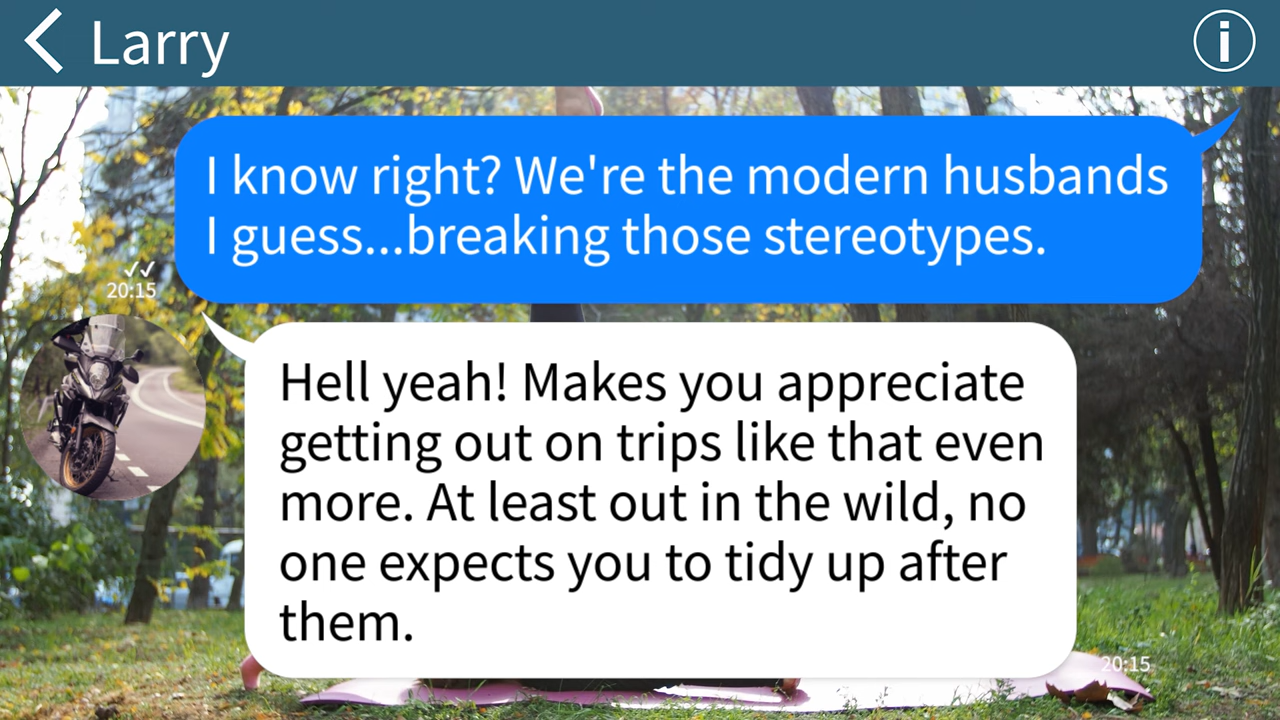 Larry
I know right? We're the modern husbands
I guess...breaking those stereotypes.
20:15
Hell yeah! Makes you appreciate
getting out on trips like that even
more. At least out in the wild, no
one expects you to tidy up after
them.
20:15